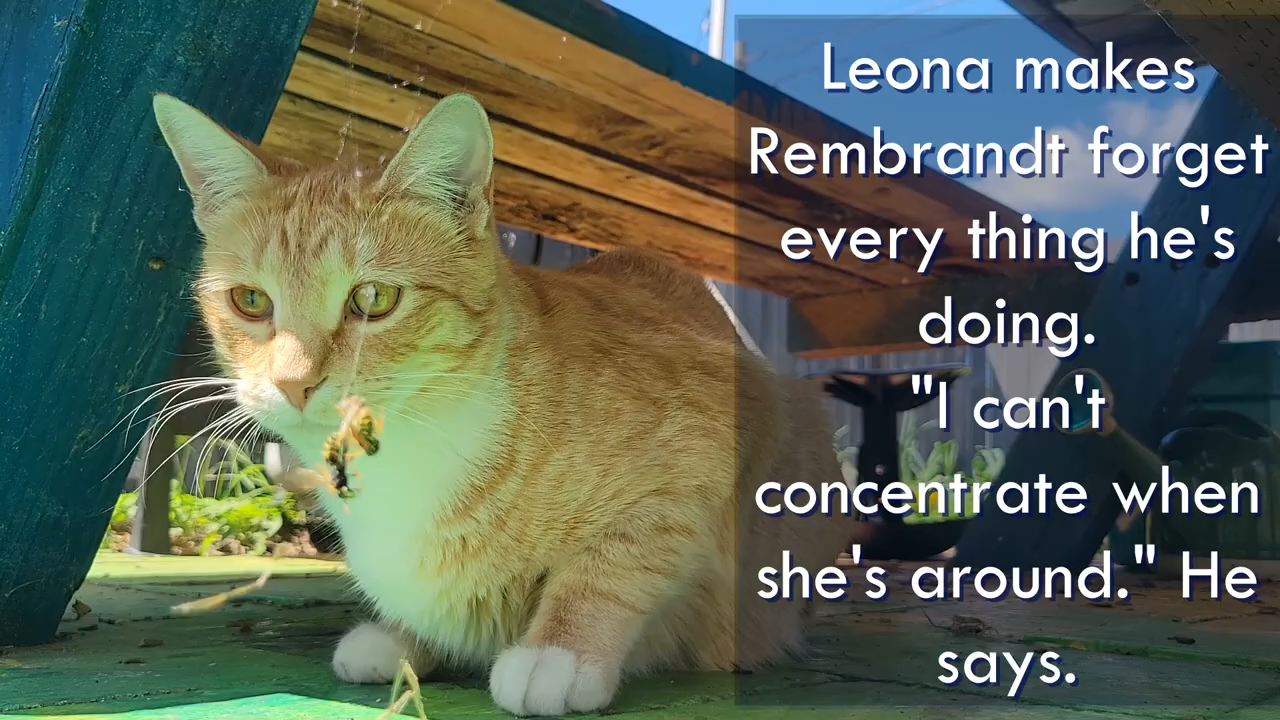 Leona makes
Rembrandt forget
every thing he's
doing.
"I can't
concentrate when
she's around." He
says.